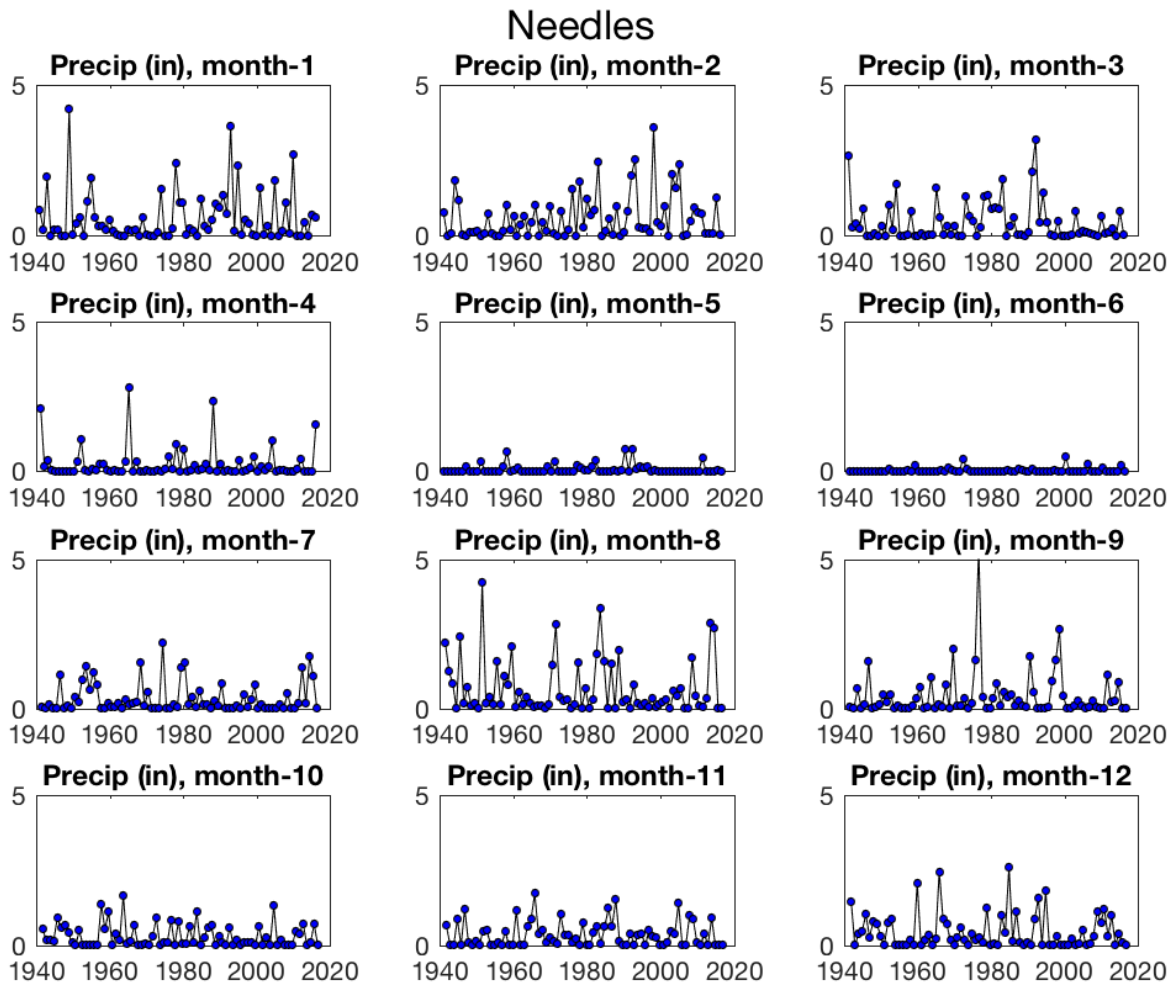 Needles
Precip (in), month-1 Precip (in), month-2 Precip (in), month-3
5 5 5
0 0 0
1940 1960 1980 2000 2020 1940 1960 1980 2000 2020 1940 1960 1980 2000 2020
Precip (in), month-4 Precip (in), month-5 Precip (in), month-6
5 5 5
0 0 0
1940 1960 1980 2000 2020 1940 1960 1980 2000 2020 1940 1960 1980 2000 2020
Precip (in), month-7 Precip (in), month-8 Precip (in), month-9
5 5 5
0 0 0
1940 1960 1980 2000 2020 1940 1960 1980 2000 2020 1940 1960 1980 2000 2020
Precip (in), month-10 Precip (in), month-11 Precip (in), month-12
5 5 5
0 0 0
1940 1960 1980 2000 2020 1940 1960 1980 2000 2020 1940 1960 1980 2000 2020